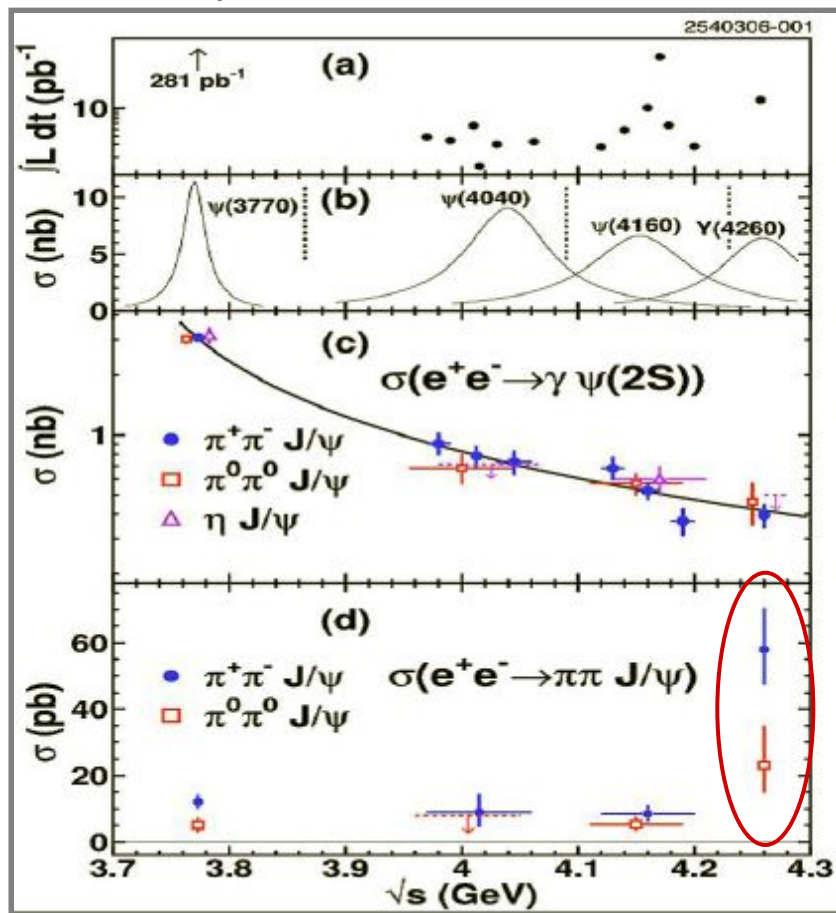 2540306-001
281 pb⁻¹
(a)
∫L dt (pb⁻¹)
10
(b)
ψ(3770)
ψ(4040)
ψ(4160)
Y(4260)
σ (nb)
10
5
0
(c)
σ(e⁺e⁻→γ ψ(2S))
π⁺π⁻ J/ψ
π⁰π⁰ J/ψ
η J/ψ
σ (nb)
1
(d)
σ(e⁺e⁻→ππ J/ψ)
π⁺π⁻ J/ψ
π⁰π⁰ J/ψ
σ (pb)
60
40
20
0
3.7 3.8 3.9 4.0 4.1 4.2 4.3
√s (GeV)